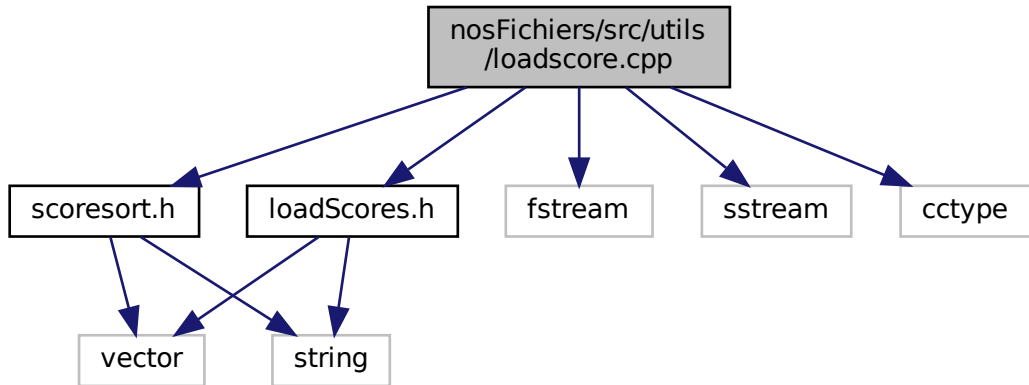 nosFichiers/src/utils
/loadscore.cpp
scoresort.h
loadScores.h
fstream
sstream
cctype
vector
string